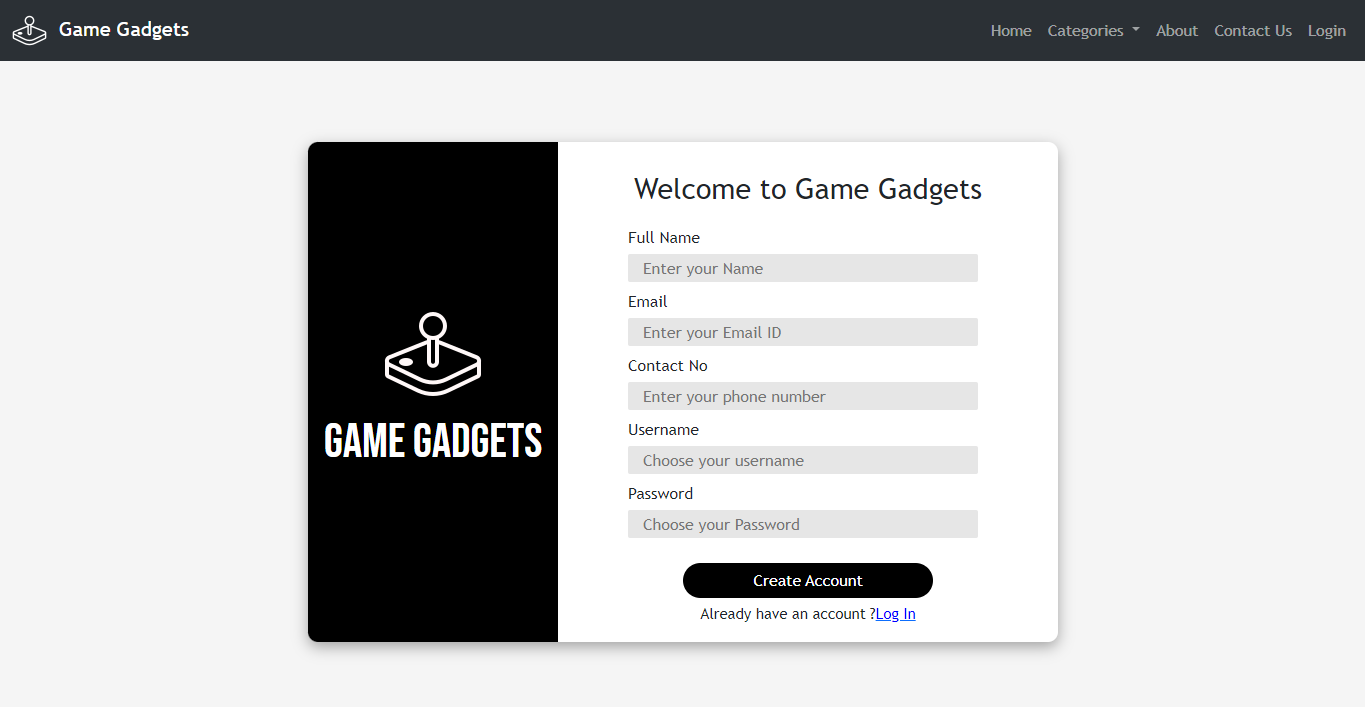 Game Gadgets
Home Categories About Contact Us Login
Welcome to Game Gadgets
Full Name
Enter your Name
Email
Enter your Email ID
Contact No
Enter your phone number
Username
Choose your username
Password
Choose your Password
Create Account
Already have an account ?Log In
GAME GADGETS